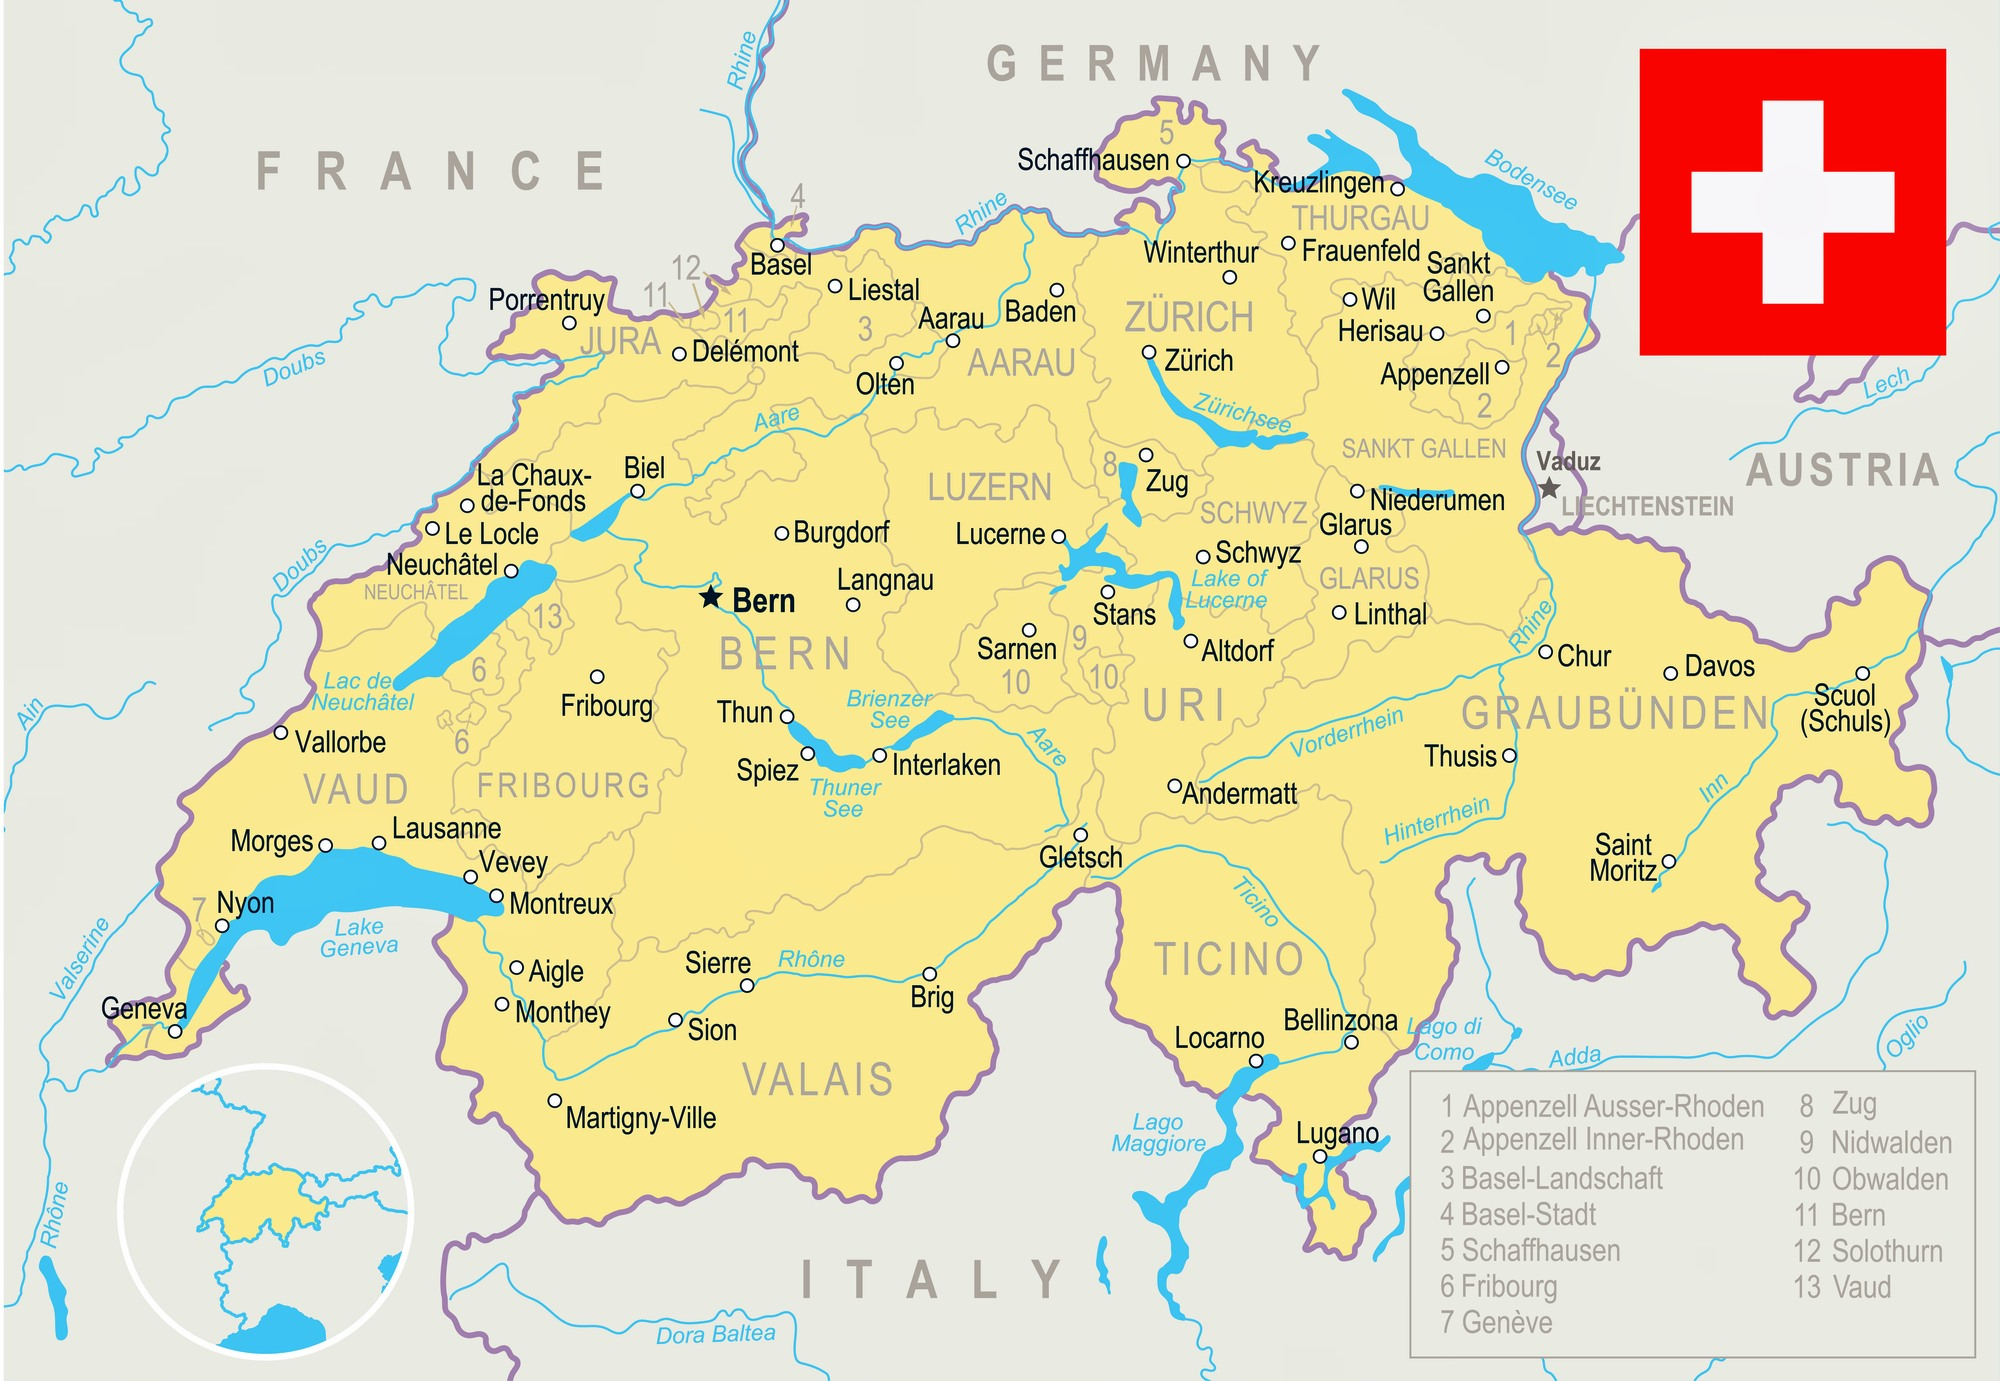 GERMANY
FRANCE
Rhine
5
Schaffhausen
Kreuzlingen
Bodensee
THURGAU
4
Rhine
Basel
Winterthur
Frauenfeld
Sankt
Gallen
12
11
11
Porrentruy
JURA
Delémont
Liestal
3
Aarau
Baden
AARAU
Olten
ZÜRICH
Zürich
Wil
Herisau
1
2
Appenzell
2
Doubs
Aare
Zürichsee
Lech
SANKT GALLEN
Vaduz
LIECHTENSTEIN
AUSTRIA
La Chaux-
de-Fonds
Biel
LUZERN
8
Zug
SCHWYZ
Niederurnen
Glarus
Le Locle
Neuchâtel
NEUCHÂTEL
Burgdorf
Lucerne
Schwyz
Doubs
Langnau
Bern
Lake of
Lucerne
GLARUS
Stans
Linthal
13
BERN
Sarnen
9
10
10
Altdorf
Rhine
Chur
Davos
6
Lac de
Neuchâtel
Fribourg
Thun
Brienzer
See
URI
GRAUBÜNDEN
Scuol
(Schuls)
Ain
Vallorbe
6
Spiez
Interlaken
Aare
Vorderrhein
Thusis
VAUD
FRIBOURG
Thuner
See
Andermatt
Inn
Morges
Lausanne
Gletsch
Hinterrhein
Saint
Moritz
Vevey
7
Nyon
Montreux
Lake
Geneva
Ticino
Valserine
Aigle
Sierre
Rhône
Brig
TICINO
Geneva
7
Monthey
Sion
Locarno
Bellinzona
Lago di
Como
Adda
Oglio
VALAIS
Martigny-Ville
Lago
Maggiore
Lugano
Rhône
ITALY
Dora Baltea
1 Appenzell Ausser-Rhoden
2 Appenzell Inner-Rhoden
3 Basel-Landschaft
4 Basel-Stadt
5 Schaffhausen
6 Fribourg
7 Genève
8 Zug
9 Nidwalden
10 Obwalden
11 Bern
12 Solothurn
13 Vaud